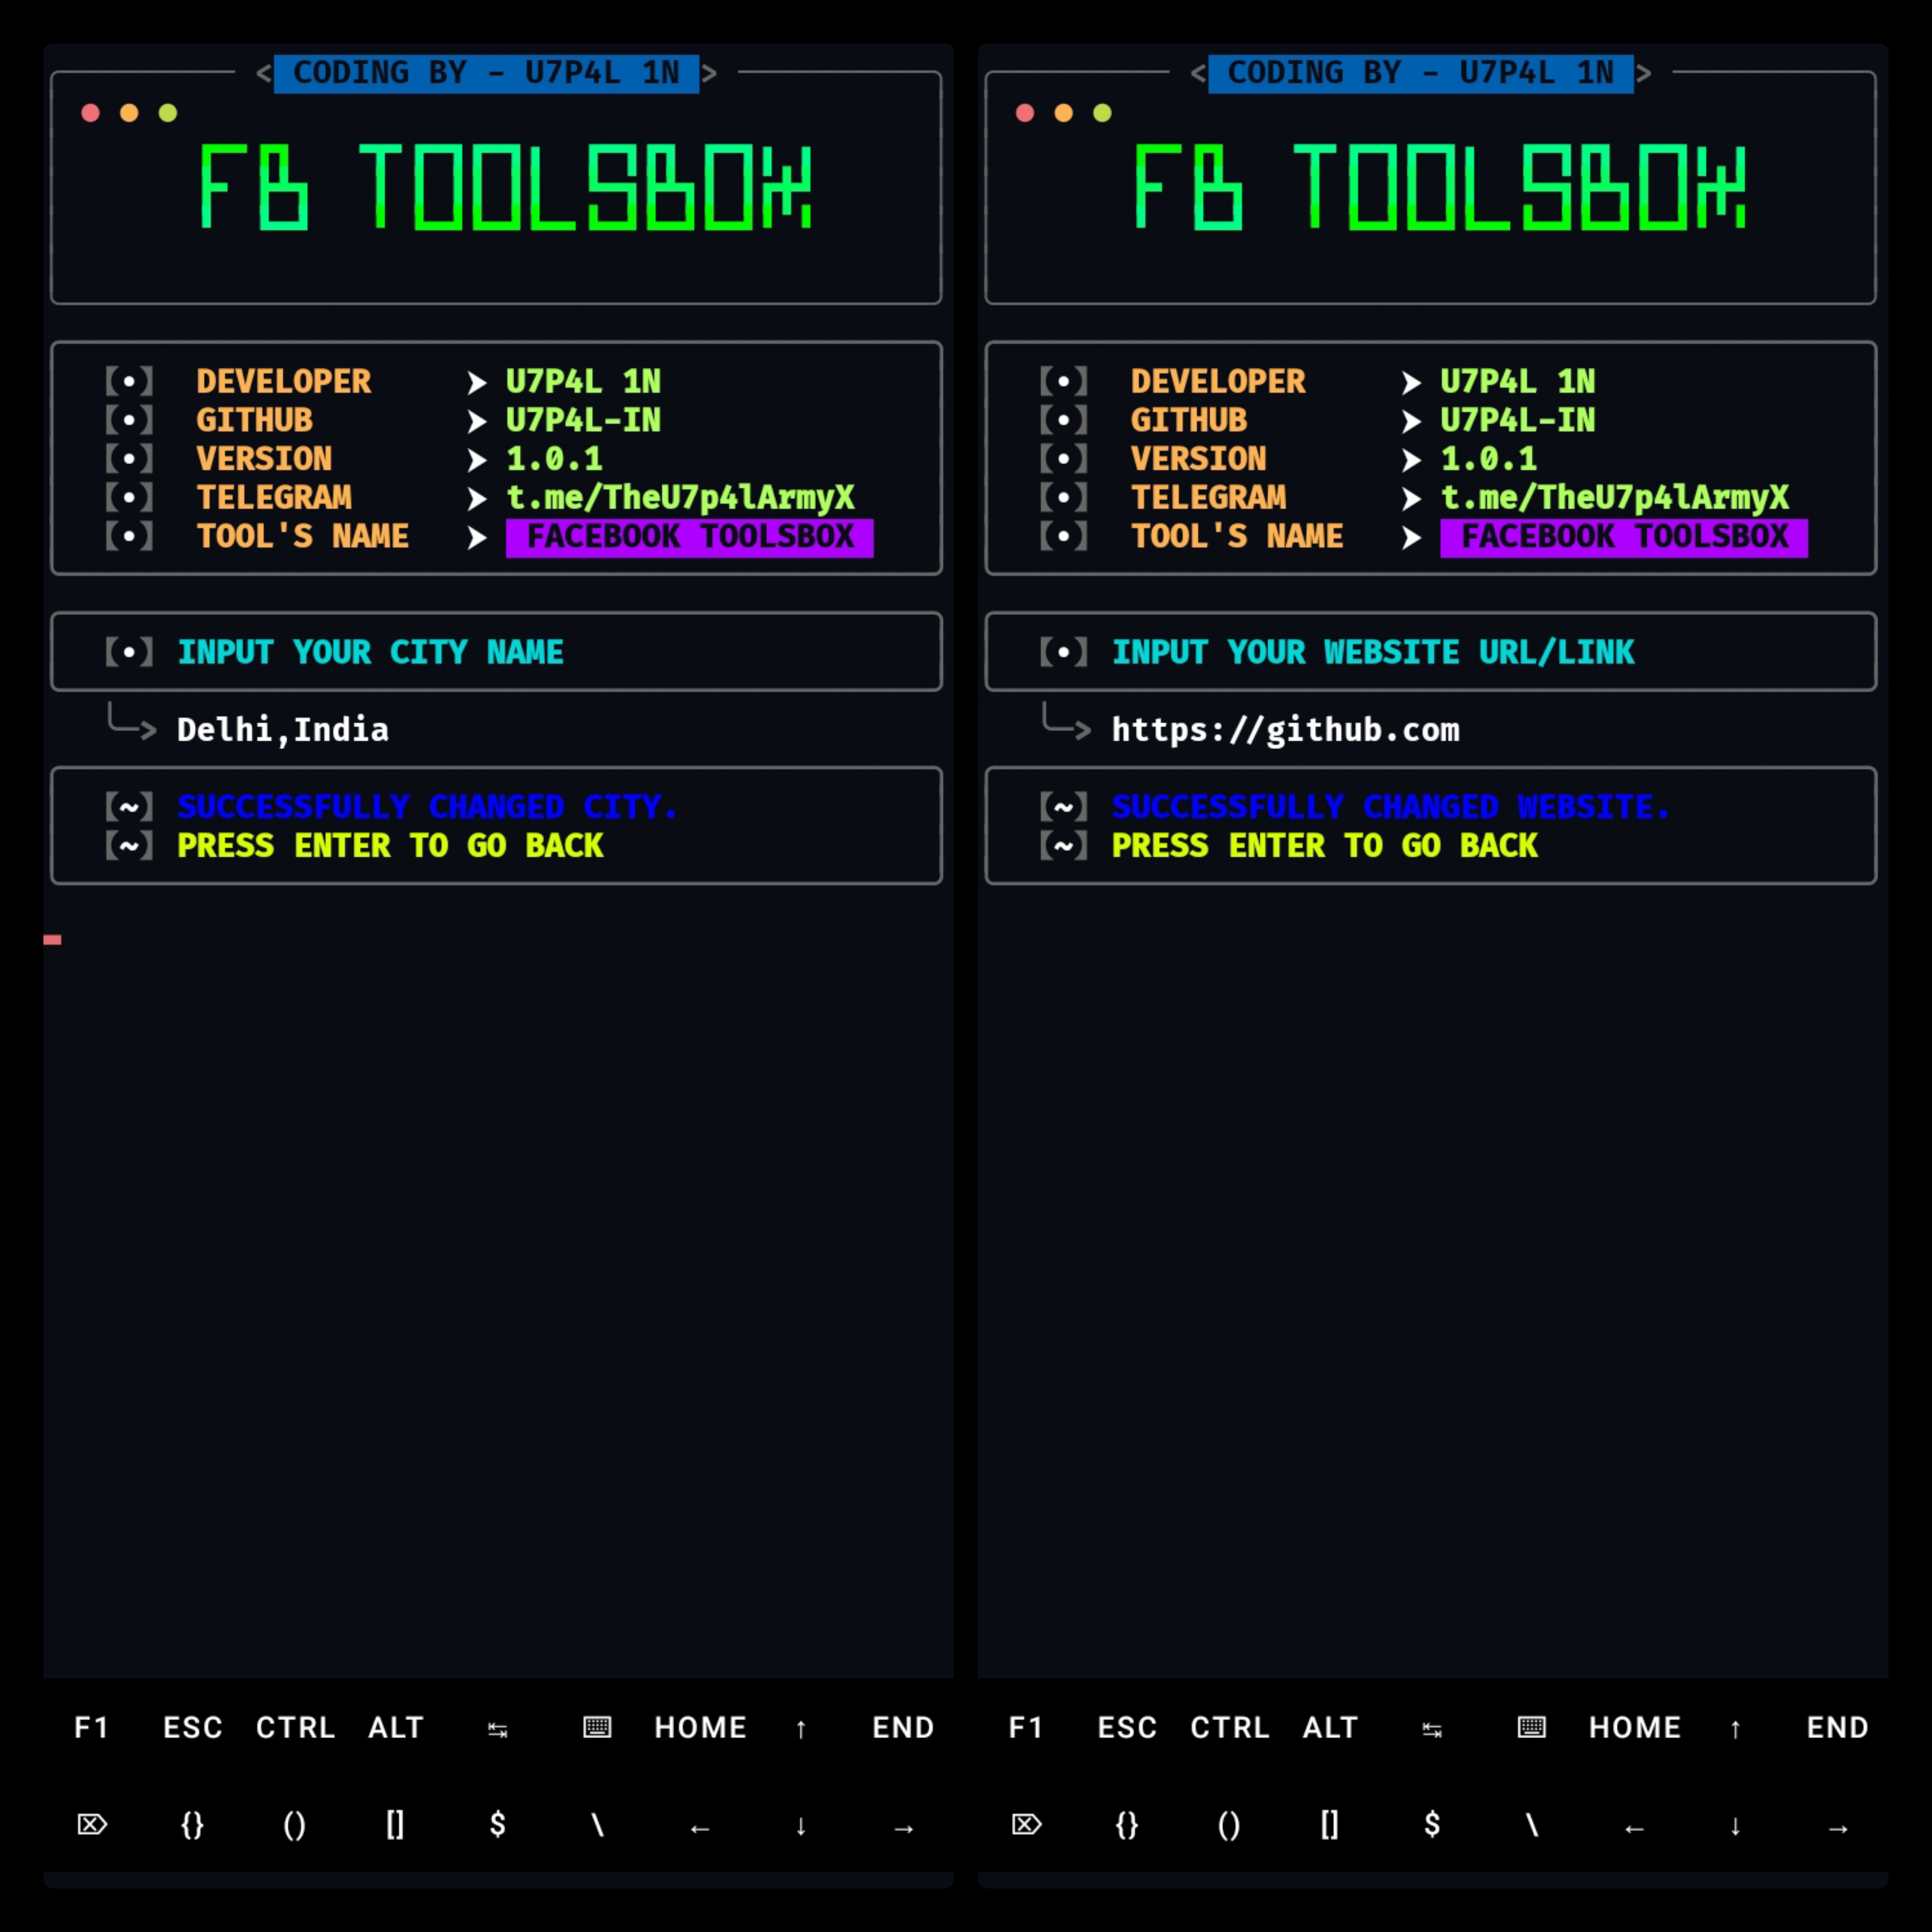 < CODING BY - U7P4L 1N >
FB TOOLSBOX
[•] DEVELOPER ➤ U7P4L 1N
[•] GITHUB ➤ U7P4L-IN
[•] VERSION ➤ 1.0.1
[•] TELEGRAM ➤ t.me/TheU7p4lArmyX
[•] TOOL'S NAME ➤ FACEBOOK TOOLSBOX
[•] INPUT YOUR CITY NAME
Delhi,India
[~] SUCCESSFULLY CHANGED CITY.
[~] PRESS ENTER TO GO BACK
F1 ESC CTRL ALT ↹ ⌨ HOME ↑ END
⌦ {} () [] $ \ ← ↓ →
< CODING BY - U7P4L 1N >
FB TOOLSBOX
[•] DEVELOPER ➤ U7P4L 1N
[•] GITHUB ➤ U7P4L-IN
[•] VERSION ➤ 1.0.1
[•] TELEGRAM ➤ t.me/TheU7p4lArmyX
[•] TOOL'S NAME ➤ FACEBOOK TOOLSBOX
[•] INPUT YOUR WEBSITE URL/LINK
https://github.com
[~] SUCCESSFULLY CHANGED WEBSITE.
[~] PRESS ENTER TO GO BACK
F1 ESC CTRL ALT ↹ ⌨ HOME ↑ END
⌦ {} () [] $ \ ← ↓ →